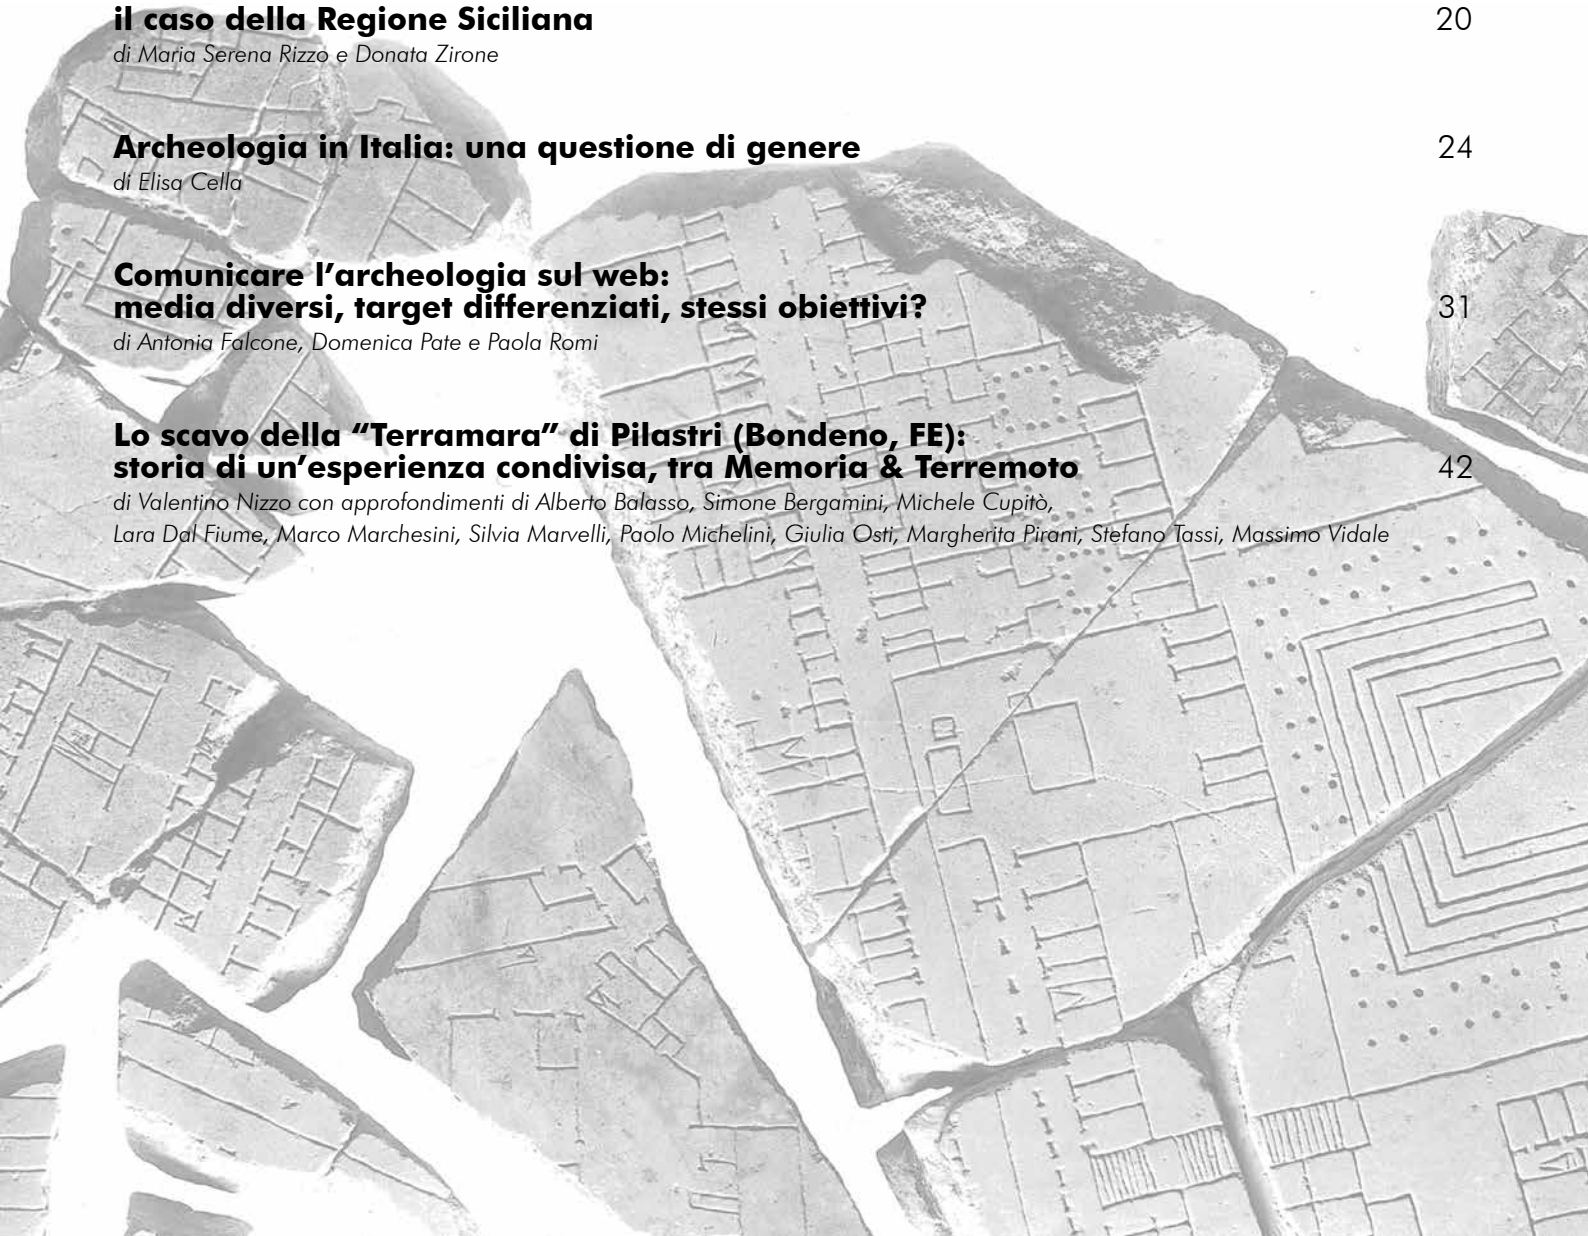 il caso della Regione Siciliana 20
di Maria Serena Rizzo e Donata Zirone
Archeologia in Italia: una questione di genere 24
di Elisa Cella
Comunicare l’archeologia sul web:
media diversi, target differenziati, stessi obiettivi? 31
di Antonia Falcone, Domenica Pate e Paola Romi
Lo scavo della “Terramara” di Pilastri (Bondeno, FE):
storia di un’esperienza condivisa, tra Memoria & Terremoto 42
di Valentino Nizzo con approfondimenti di Alberto Balasso, Simone Bergamini, Michele Cupitò,
Lara Dal Fiume, Marco Marchesini, Silvia Marvelli, Paolo Michelini, Giulia Osti, Margherita Pirani, Stefano Tassi, Massimo Vidale